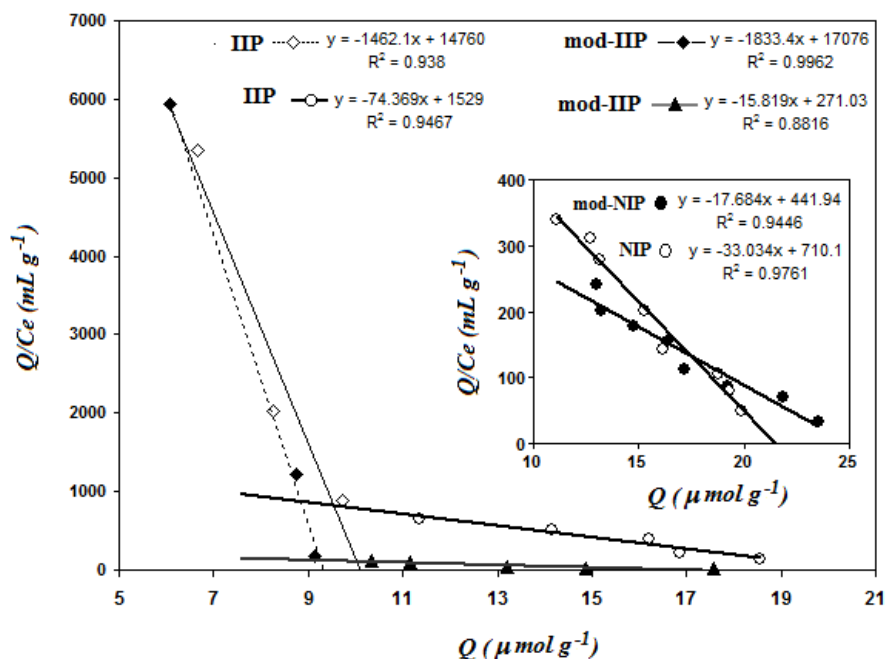 7000
6000
5000
4000
3000
2000
1000
0
Q/Ce (mL g-1)
IIP y = -1462.1x + 14760
R2 = 0.938
mod-IIP y = -1833.4x + 17076
R2 = 0.9962
IIP y = -74.369x + 1529
R2 = 0.9467
mod-IIP y = -15.819x + 271.03
R2 = 0.8816
400
300
200
100
0
Q/Ce (mL g-1)
mod-NIP y = -17.684x + 441.94
R2 = 0.9446
NIP y = -33.034x + 710.1
R2 = 0.9761
10 15 20 25
Q ( μ mol g-1)
5 7 9 11 13 15 17 19 21
Q ( μ mol g-1)